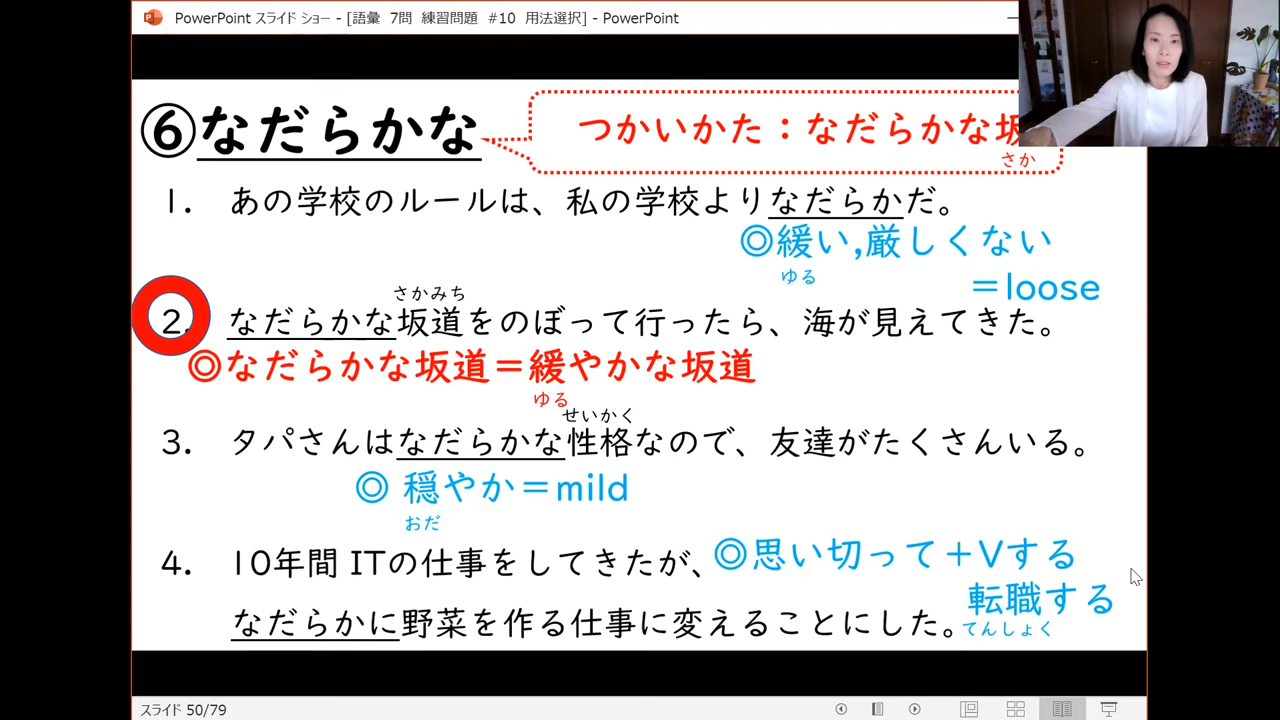 PowerPoint スライド ショー - [語彙 7問 練習問題 #10 用法選択] - PowerPoint
⑥なだらかな
つかいかた：なだらかな坂
さか
1. あの学校のルールは、私の学校よりなだらかだ。
◎緩い,厳しくない
ゆる
＝loose
さかみち
2. なだらかな坂道をのぼって行ったら、海が見えてきた。
◎なだらかな坂道＝緩やかな坂道
ゆる
せいかく
3. タパさんはなだらかな性格なので、友達がたくさんいる。
◎ 穏やか＝mild
おだ
4. 10年間 ITの仕事をしてきたが、
◎思い切って＋Vする
転職する
てんしょく
なだらかに野菜を作る仕事に変えることにした。
スライド 50/79